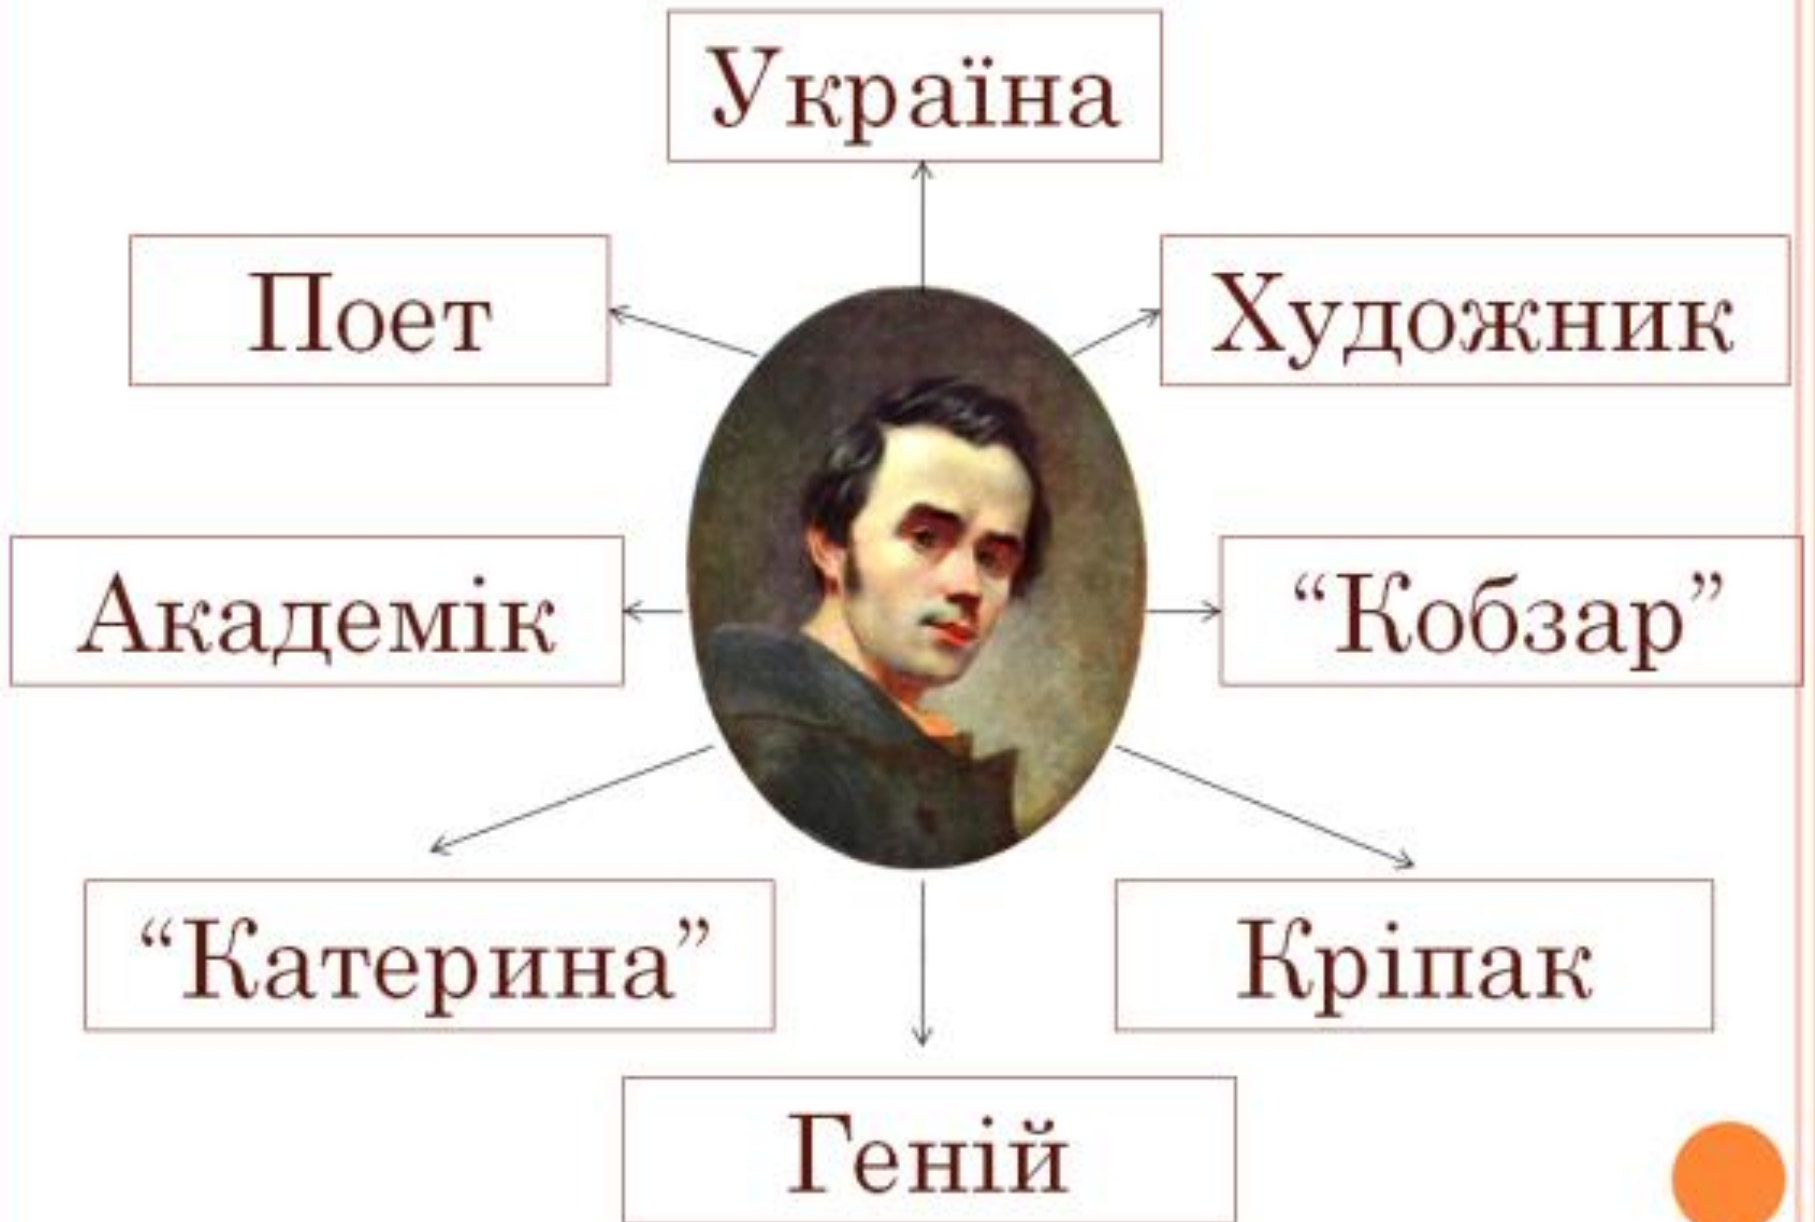 Україна
Поет
Художник
Академік
“Кобзар”
“Катерина”
Кріпак
Геній